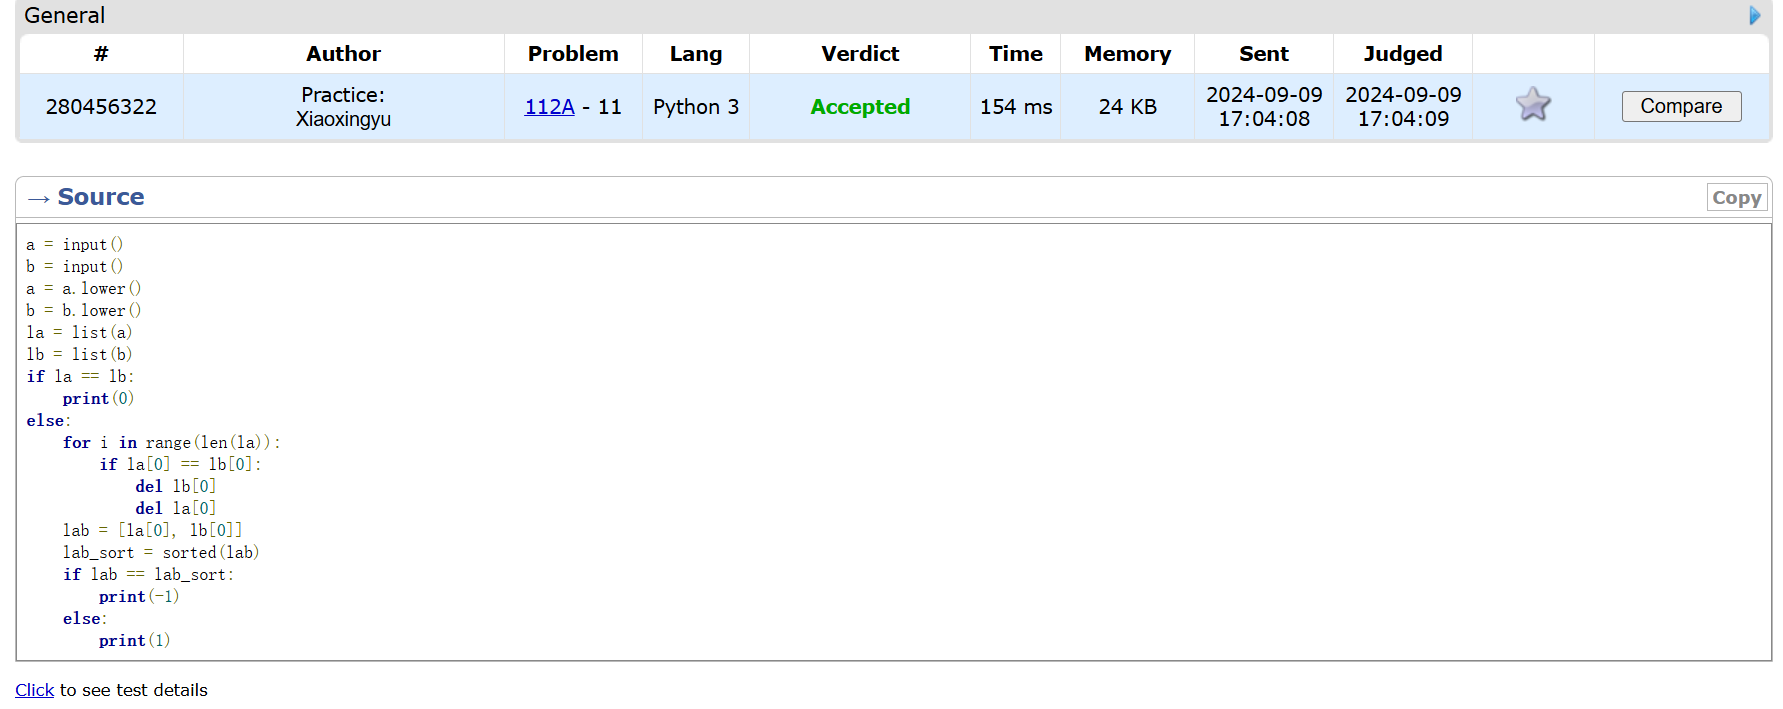 General
# Author Problem Lang Verdict Time Memory Sent Judged
280456322 Practice: Xiaoxingyu 112A - 11 Python 3 Accepted 154 ms 24 KB 2024-09-09 17:04:08 2024-09-09 17:04:09 Compare
→ Source Copy
a = input()
b = input()
a = a.lower()
b = b.lower()
la = list(a)
lb = list(b)
if la == lb:
    print(0)
else:
    for i in range(len(la)):
        if la[0] == lb[0]:
            del lb[0]
            del la[0]
    lab = [la[0], lb[0]]
    lab_sort = sorted(lab)
    if lab == lab_sort:
        print(-1)
    else:
        print(1)
Click to see test details